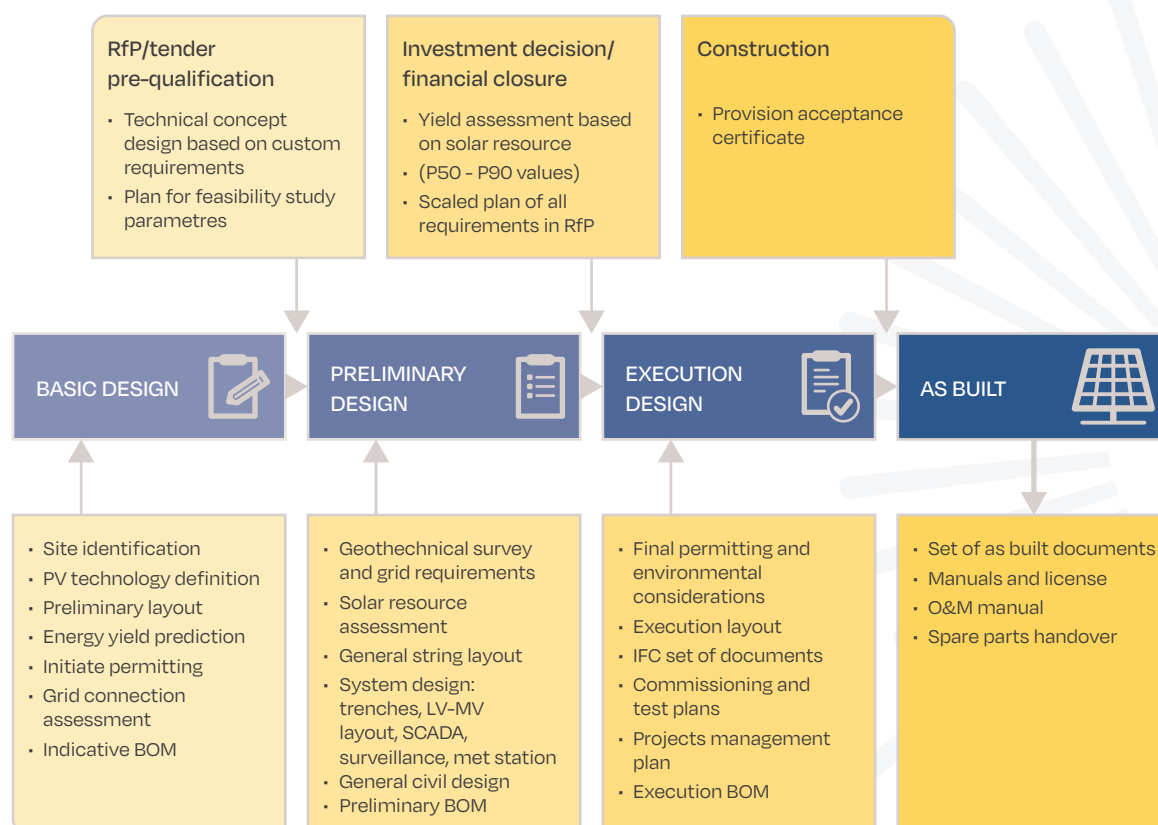 RfP/tender
pre-qualification
• Technical concept
design based on custom
requirements
• Plan for feasibility study
parametres
Investment decision/
financial closure
• Yield assessment based
on solar resource
• (P50 - P90 values)
• Scaled plan of all
requirements in RfP
Construction
• Provision acceptance
certificate
BASIC DESIGN
PRELIMINARY
DESIGN
EXECUTION
DESIGN
AS BUILT
• Site identification
• PV technology definition
• Preliminary layout
• Energy yield prediction
• Initiate permitting
• Grid connection
assessment
• Indicative BOM
• Geothechnical survey
and grid requirements
• Solar resource
assessment
• General string layout
• System design:
trenches, LV-MV
layout, SCADA,
surveillance, met station
• General civil design
• Preliminary BOM
• Final permitting and
environmental
considerations
• Execution layout
• IFC set of documents
• Commissioning and
test plans
• Projects management
plan
• Execution BOM
• Set of as built documents
• Manuals and license
• O&M manual
• Spare parts handover